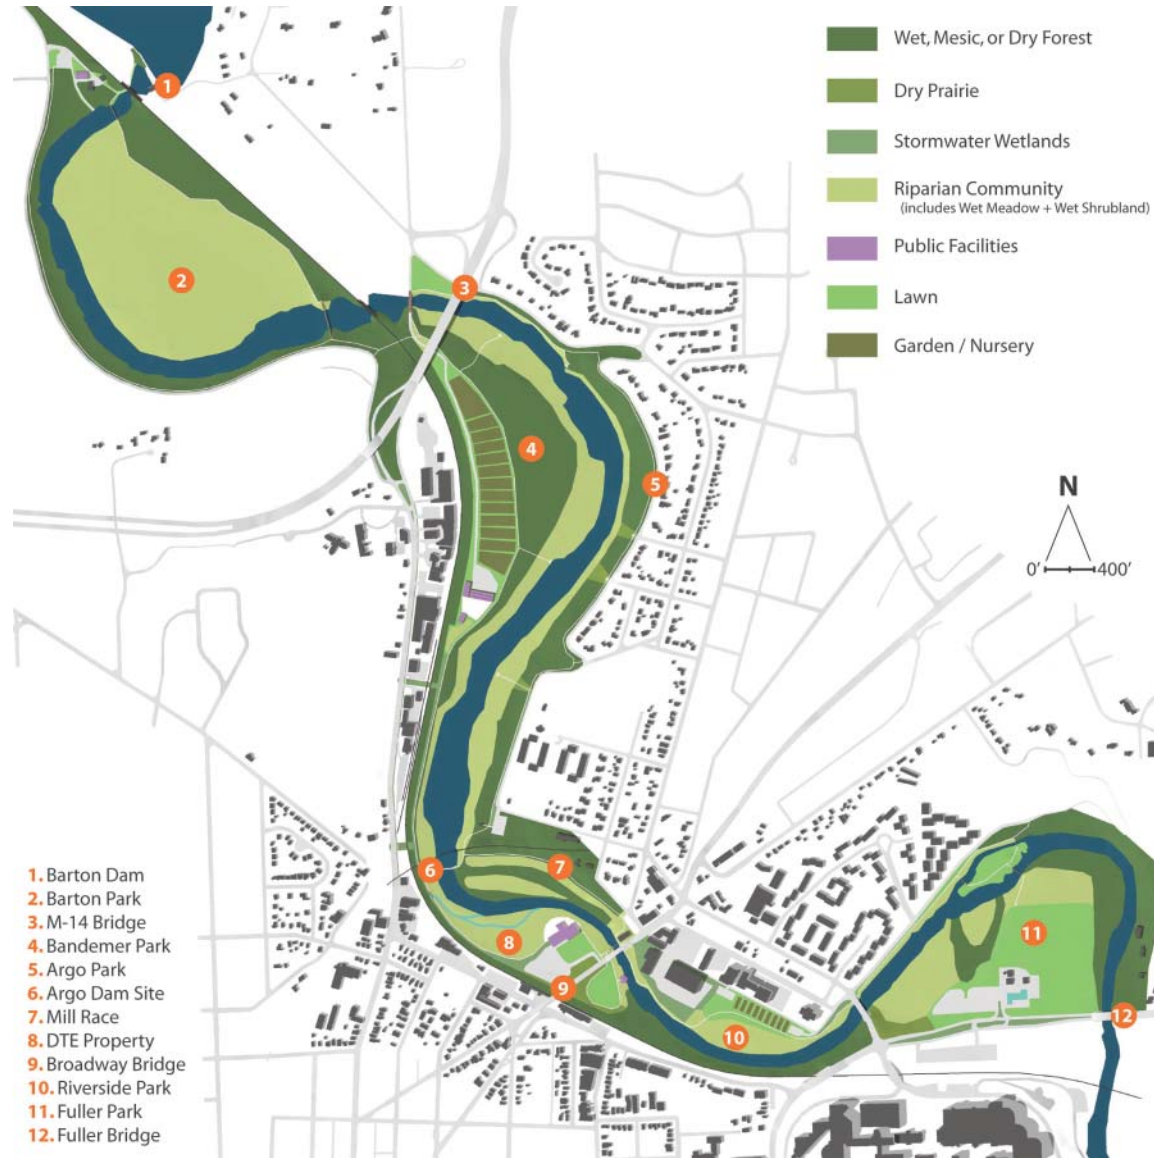 Wet, Mesic, or Dry Forest
Dry Prairie
Stormwater Wetlands
Riparian Community
(includes Wet Meadow + Wet Shrubland)
Public Facilities
Lawn
Garden / Nursery
1
2
3
4
5
N
0' 400'
6
7
8
9
10
11
12
1. Barton Dam
2. Barton Park
3. M-14 Bridge
4. Bandemer Park
5. Argo Park
6. Argo Dam Site
7. Mill Race
8. DTE Property
9. Broadway Bridge
10. Riverside Park
11. Fuller Park
12. Fuller Bridge